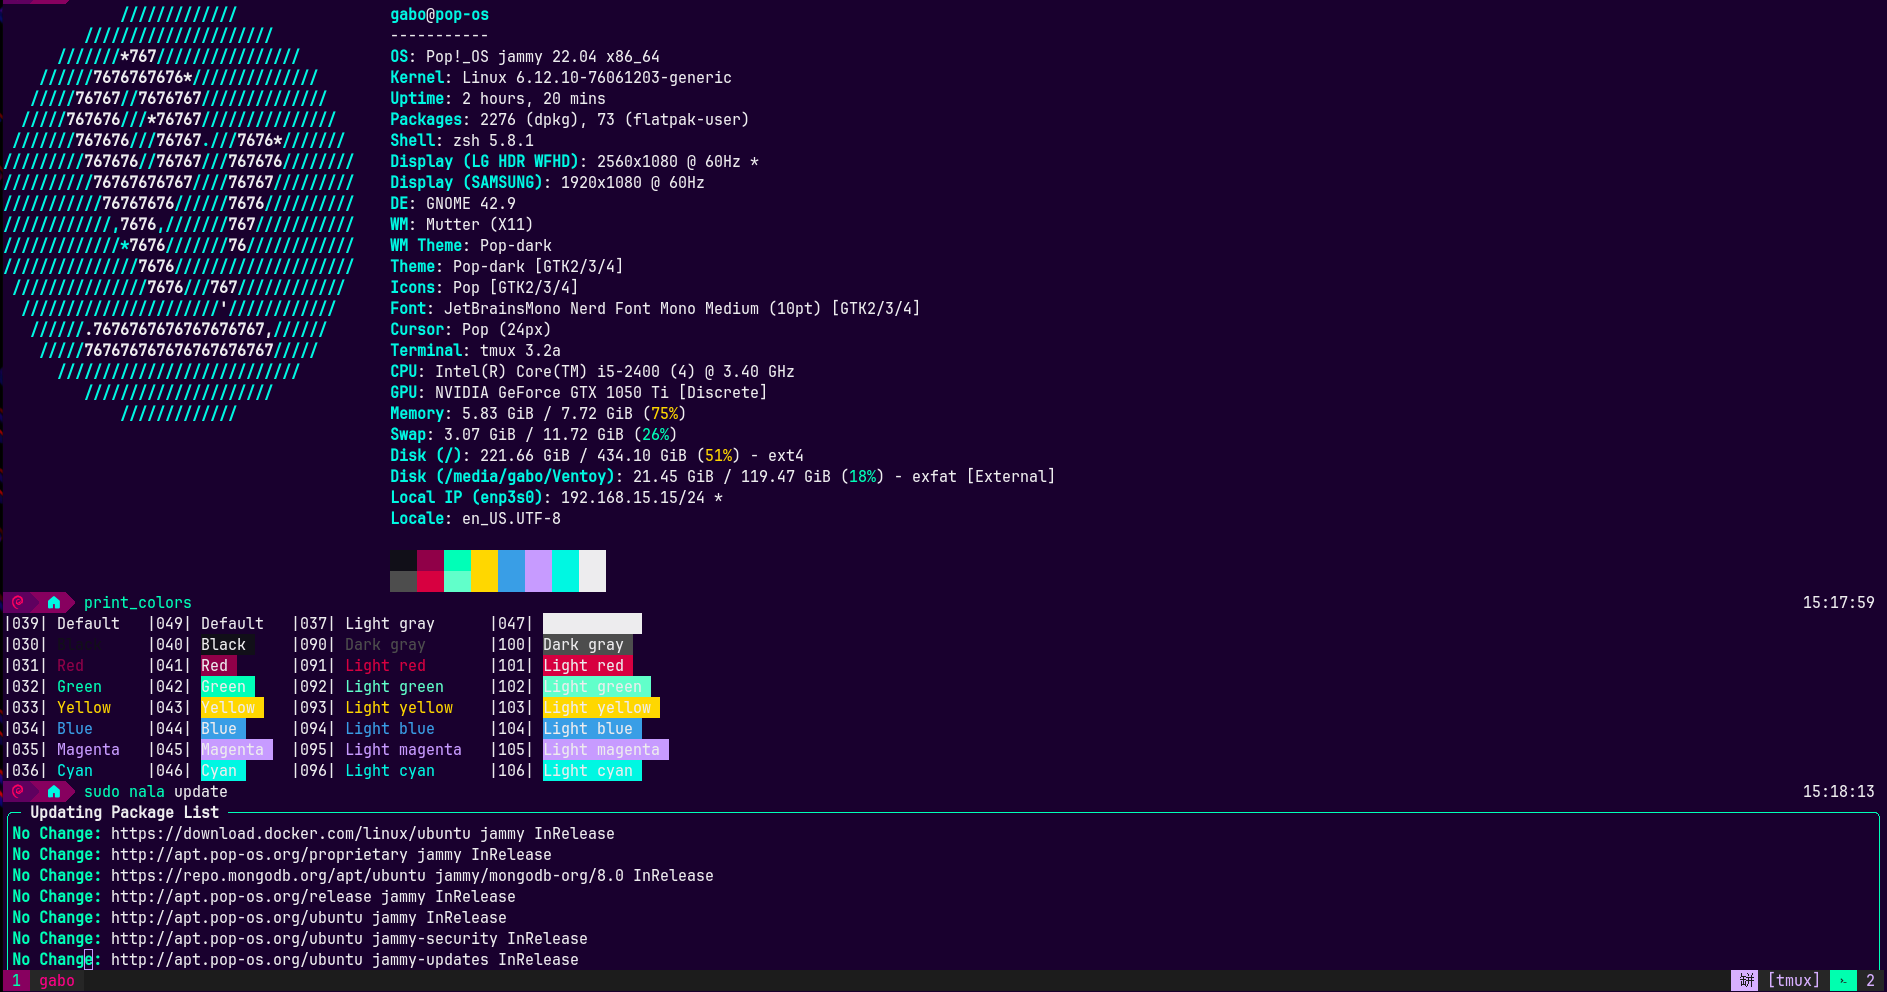 /////////////                 gabo@pop-os
/////////////////////             -----------
///////*767////////////////          OS: Pop!_OS jammy 22.04 x86_64
//////7676767676*//////////////        Kernel: Linux 6.12.10-76061203-generic
/////76767//7676767//////////////       Uptime: 2 hours, 20 mins
/////767676///*76767///////////////      Packages: 2276 (dpkg), 73 (flatpak-user)
///////767676///76767.///7676*///////     Shell: zsh 5.8.1
/////////767676//76767///767676////////    Display (LG HDR WFHD): 2560x1080 @ 60Hz *
//////////76767676767////76767/////////    Display (SAMSUNG): 1920x1080 @ 60Hz
///////////76767676//////7676//////////    DE: GNOME 42.9
////////////,7676,///////767///////////    WM: Mutter (X11)
/////////////*7676///////76////////////    WM Theme: Pop-dark
///////////////7676////////////////////    Theme: Pop-dark [GTK2/3/4]
///////////////7676///767////////////     Icons: Pop [GTK2/3/4]
//////////////////////'////////////      Font: JetBrainsMono Nerd Font Mono Medium (10pt) [GTK2/3/4]
//////.7676767676767676767,//////       Cursor: Pop (24px)
/////767676767676767676767/////        Terminal: tmux 3.2a
///////////////////////////          CPU: Intel(R) Core(TM) i5-2400 (4) @ 3.40 GHz
/////////////////////             GPU: NVIDIA GeForce GTX 1050 Ti [Discrete]
/////////////                 Memory: 5.83 GiB / 7.72 GiB (75%)
Swap: 3.07 GiB / 11.72 GiB (26%)
Disk (/): 221.66 GiB / 434.10 GiB (51%) - ext4
Disk (/media/gabo/Ventoy): 21.45 GiB / 119.47 GiB (18%) - exfat [External]
Local IP (enp3s0): 192.168.15.15/24 *
Locale: en_US.UTF-8
print_colors 15:17:59
|039| Default |049| Default |037| Light gray |047|
|030| Black |040| Black |090| Dark gray |100| Dark gray
|031| Red |041| Red |091| Light red |101| Light red
|032| Green |042| Green |092| Light green |102| Light green
|033| Yellow |043| Yellow |093| Light yellow |103| Light yellow
|034| Blue |044| Blue |094| Light blue |104| Light blue
|035| Magenta |045| Magenta |095| Light magenta |105| Light magenta
|036| Cyan |046| Cyan |096| Light cyan |106| Light cyan
sudo nala update 15:18:13
Updating Package List
No Change: https://download.docker.com/linux/ubuntu jammy InRelease
No Change: http://apt.pop-os.org/proprietary jammy InRelease
No Change: https://repo.mongodb.org/apt/ubuntu jammy/mongodb-org/8.0 InRelease
No Change: http://apt.pop-os.org/release jammy InRelease
No Change: http://apt.pop-os.org/ubuntu jammy InRelease
No Change: http://apt.pop-os.org/ubuntu jammy-security InRelease
No Change: http://apt.pop-os.org/ubuntu jammy-updates InRelease
1 gabo [tmux] 2